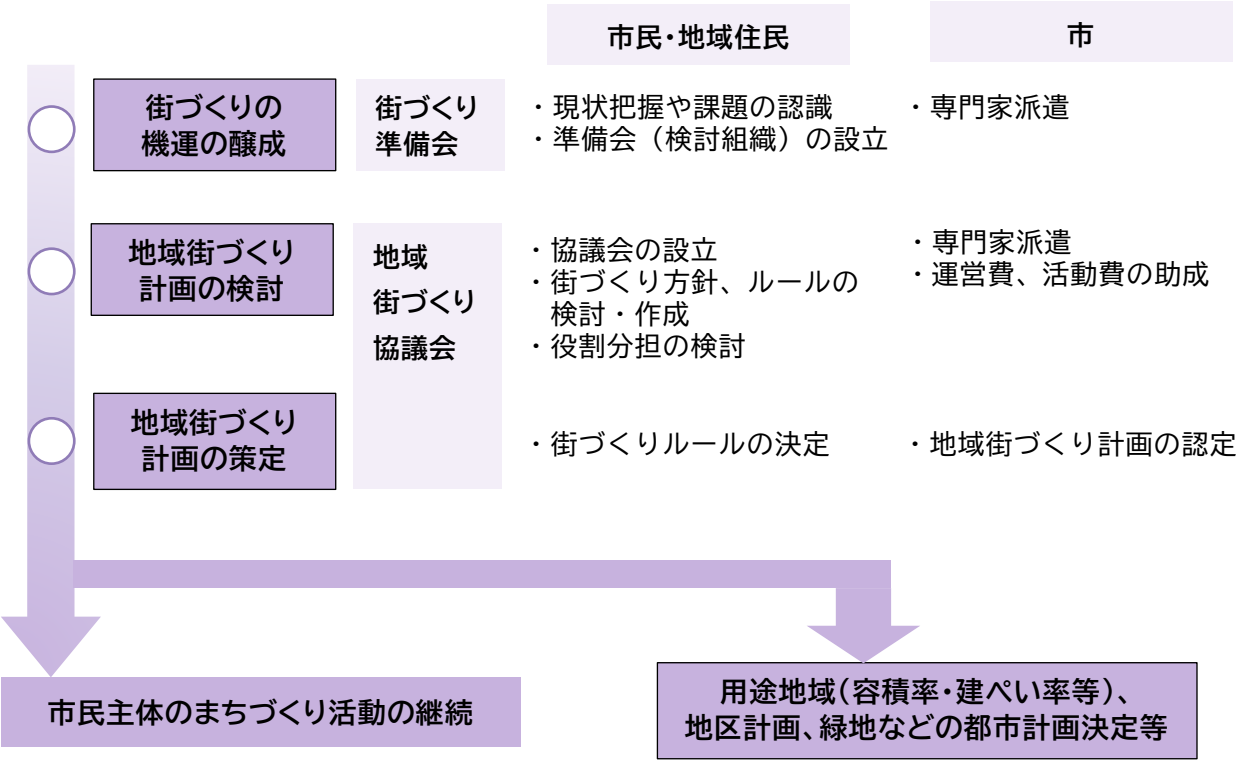 市民・地域住民
市
街づくりの
機運の醸成
街づくり
準備会
・現状把握や課題の認識
・準備会（検討組織）の設立
・専門家派遣
地域街づくり
計画の検討
地域
街づくり
協議会
・協議会の設立
・街づくり方針、ルールの
検討・作成
・役割分担の検討
・専門家派遣
・運営費、活動費の助成
地域街づくり
計画の策定
・街づくりルールの決定
・地域街づくり計画の認定
市民主体のまちづくり活動の継続
用途地域（容積率・建ぺい率等）、
地区計画、緑地などの都市計画決定等